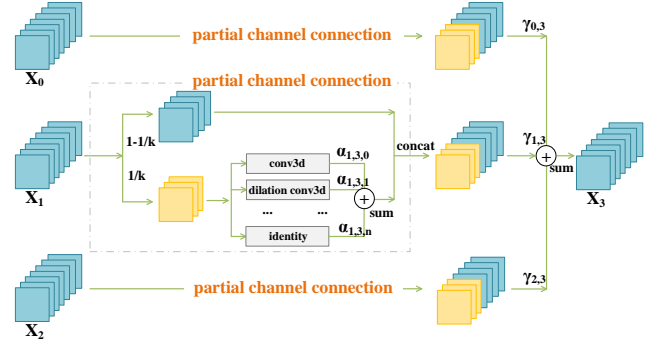 partial channel connection
γ0,3
X0
partial channel connection
1-1/k
α1,3,0
concat
γ1,3
conv3d
1/k
α1,3,1
dilation conv3d
... ...
sum
sum
X1
X3
α1,3,n
identity
partial channel connection
γ2,3
X2